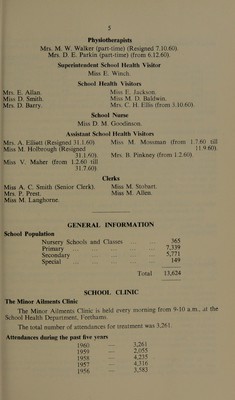 5
Physiotherapists
Mrs. M. W. Walker (part-time) (Resigned 7.10.60).
Mrs. D. E. Parkin (part-time) (from 6.12.60).
Superintendent School Health Visitor
Miss E. Winch.
School Health Visitors
Mrs. E. Allan. Miss E. Jackson.
Miss D. Smith. Miss M. D. Baldwin.
Mrs. D. Barry. Mrs. C. H. Ellis (from 3.10.60).
School Nurse
Miss D. M. Goodinson.
Assistant School Health Visitors
Mrs. A. Elliott (Resigned 31.1.60) Miss M. Mossman (from 1.7.60 till
Miss M. Holbrough (Resigned 11.9.60).
31.1.60). Mrs. B. Pinkney (from 1.2.60).
Miss V. Maher (from 1.2.60 till
31.7.60)
Clerks
Miss A. C. Smith (Senior Clerk). Miss M. Stobart.
Mrs. P. Prest. Miss M. Allen.
Miss M. Langhorne.
GENERAL INFORMATION
School Population
Nursery Schools and Classes ... ... 365
Primary ... ... ... ... 7,339
Secondary ... ... ... ... 5,771
Special ... ... ... ... 149
Total 13,624
SCHOOL CLINIC
The Minor Ailments Clinic
The Minor Ailments Clinic is held every morning from 9-10 a.m., at the
School Health Department, Feethams.
The total number of attendances for treatment was 3,261.
Attendances during the past five years
1960 — 3,261
1959 — 2,055
1958 — 4,235
1957 — 4,316
1956 — 3,583